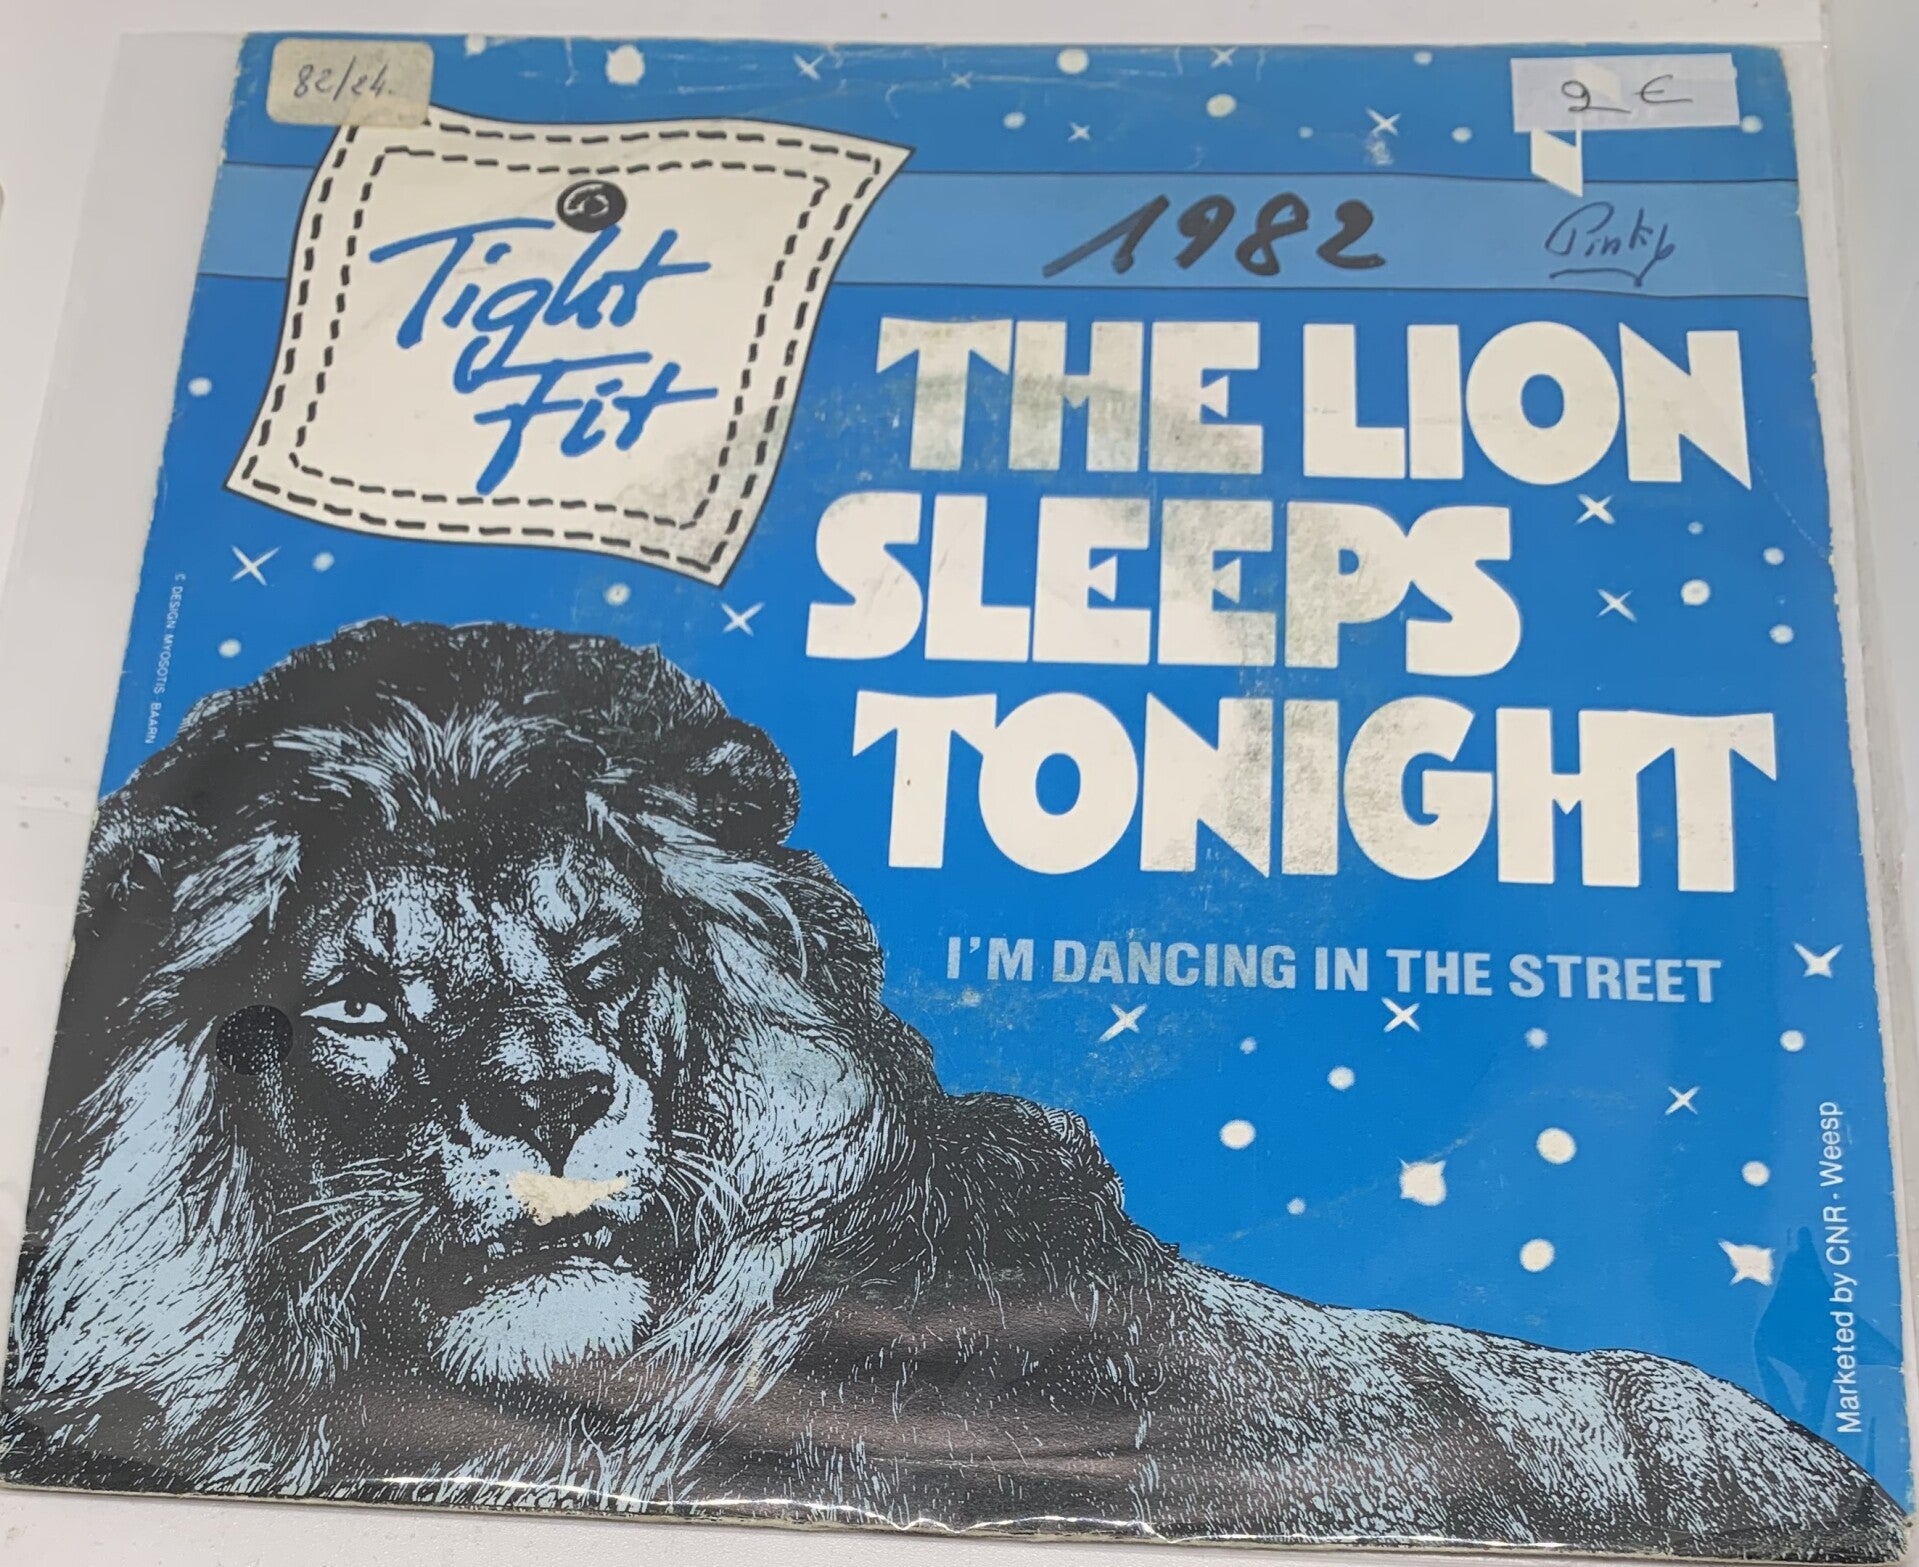 82/24.
2 €
Tight
Fit
1982
Pinky
THE LION
SLEEPS
TONIGHT
I'M DANCING IN THE STREET
DESIGN MYOSOTIS BAARN
Marketed by CNR - Weesp